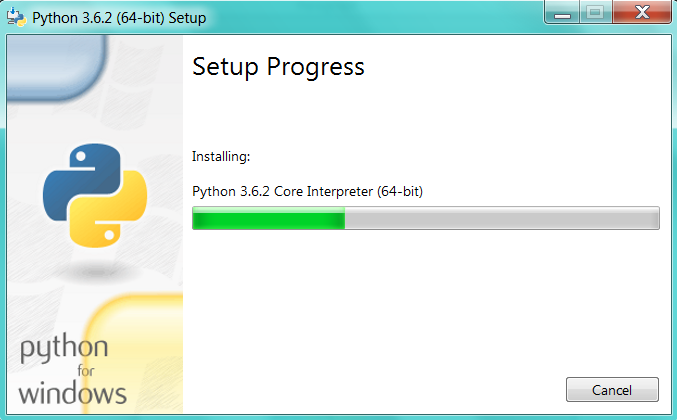 Python 3.6.2 (64-bit) Setup
Setup Progress
Installing:
Python 3.6.2 Core Interpreter (64-bit)
python
for
windows
Cancel